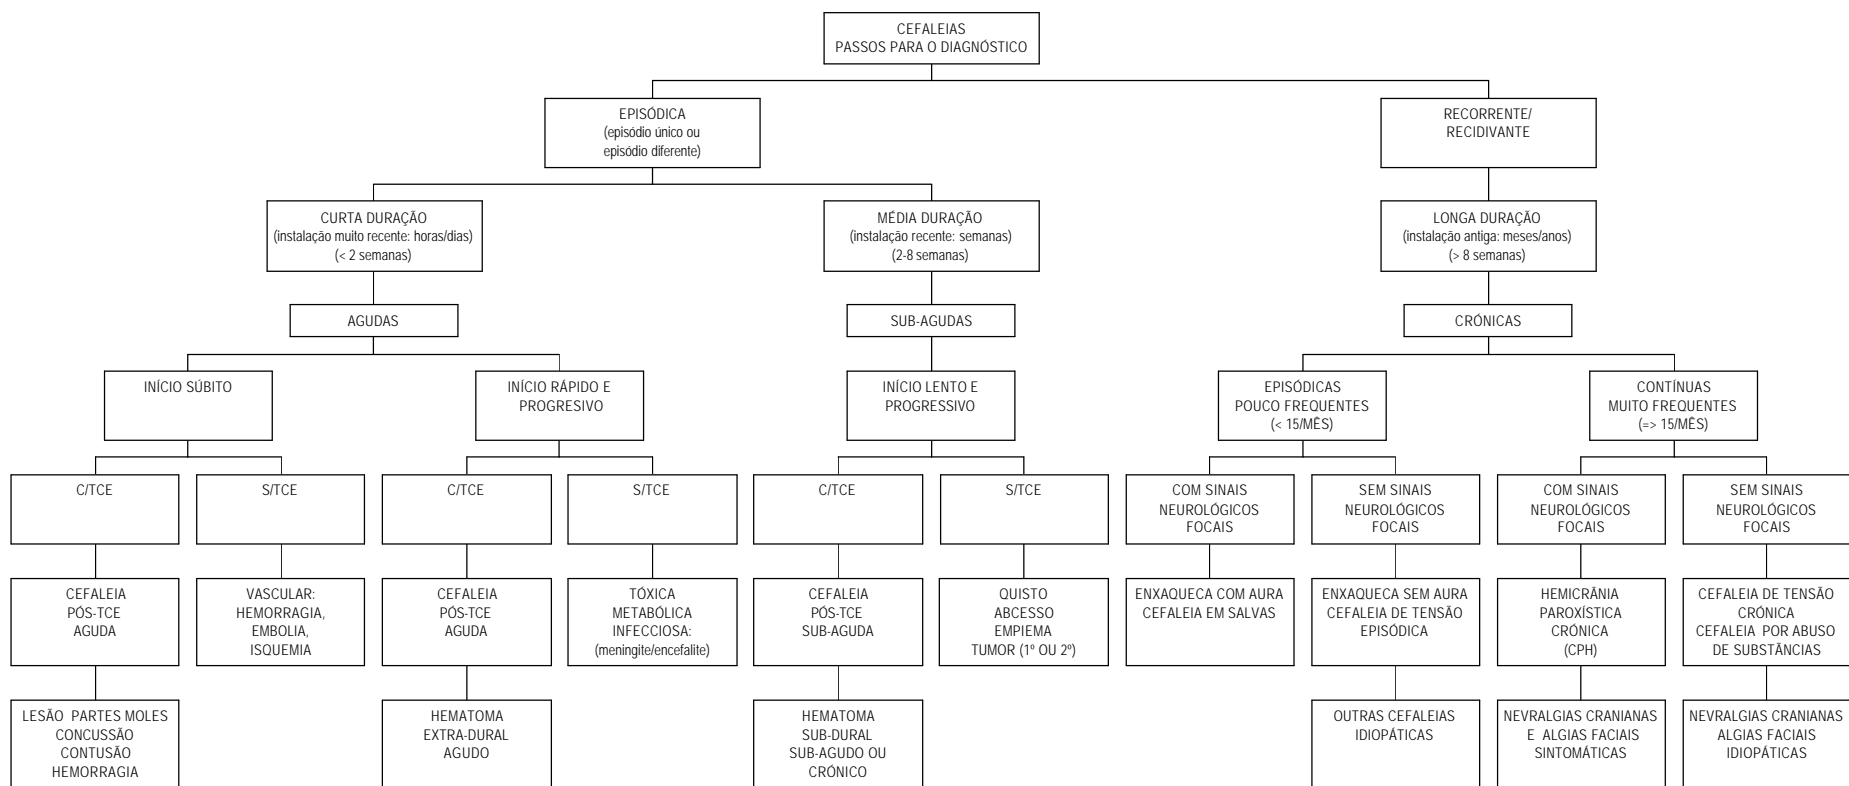 CEFALEIAS
PASSOS PARA O DIAGNÓSTICO
EPISÓDICA
(episódio único ou
episódio diferente)
RECORRENTE/
RECIDIVANTE
CURTA DURAÇÃO
(instalação muito recente: horas/dias)
(< 2 semanas)
MÉDIA DURAÇÃO
(instalação recente: semanas)
(2-8 semanas)
LONGA DURAÇÃO
(instalação antiga: meses/anos)
(> 8 semanas)
AGUDAS
SUB-AGUDAS
CRÓNICAS
INÍCIO SÚBITO
INÍCIO RÁPIDO E
PROGRESIVO
INÍCIO LENTO E
PROGRESSIVO
EPISÓDICAS
POUCO FREQUENTES
(< 15/MÊS)
CONTÍNUAS
MUITO FREQUENTES
(=> 15/MÊS)
C/TCE
S/TCE
C/TCE
S/TCE
C/TCE
S/TCE
COM SINAIS
NEUROLÓGICOS
FOCAIS
SEM SINAIS
NEUROLÓGICOS
FOCAIS
COM SINAIS
NEUROLÓGICOS
FOCAIS
SEM SINAIS
NEUROLÓGICOS
FOCAIS
CEFALEIA
PÓS-TCE
AGUDA
VASCULAR:
HEMORRAGIA,
EMBOLIA,
ISQUEMIA
CEFALEIA
PÓS-TCE
AGUDA
TÓXICA
METABÓLICA
INFECCIOSA:
(meningite/encefalite)
CEFALEIA
PÓS-TCE
SUB-AGUDA
QUISTO
ABCESSO
EMPIEMA
TUMOR (1º OU 2º)
ENXAQUECA COM AURA
CEFALEIA EM SALVAS
ENXAQUECA SEM AURA
CEFALEIA DE TENSÃO
EPISÓDICA
HEMICRÂNIA
PAROXÍSTICA
CRÓNICA
(CPH)
CEFALEIA DE TENSÃO
CRÓNICA
CEFALEIA POR ABUSO
DE SUBSTÂNCIAS
LESÃO PARTES MOLES
CONCUSSÃO
CONTUSÃO
HEMORRAGIA
HEMATOMA
EXTRA-DURAL
AGUDO
HEMATOMA
SUB-DURAL
SUB-AGUDO OU
CRÓNICO
OUTRAS CEFALEIAS
IDIOPÁTICAS
NEVRALGIAS CRANIANAS
E ALGIAS FACIAIS
SINTOMÁTICAS
NEVRALGIAS CRANIANAS
ALGIAS FACIAIS
IDIOPÁTICAS